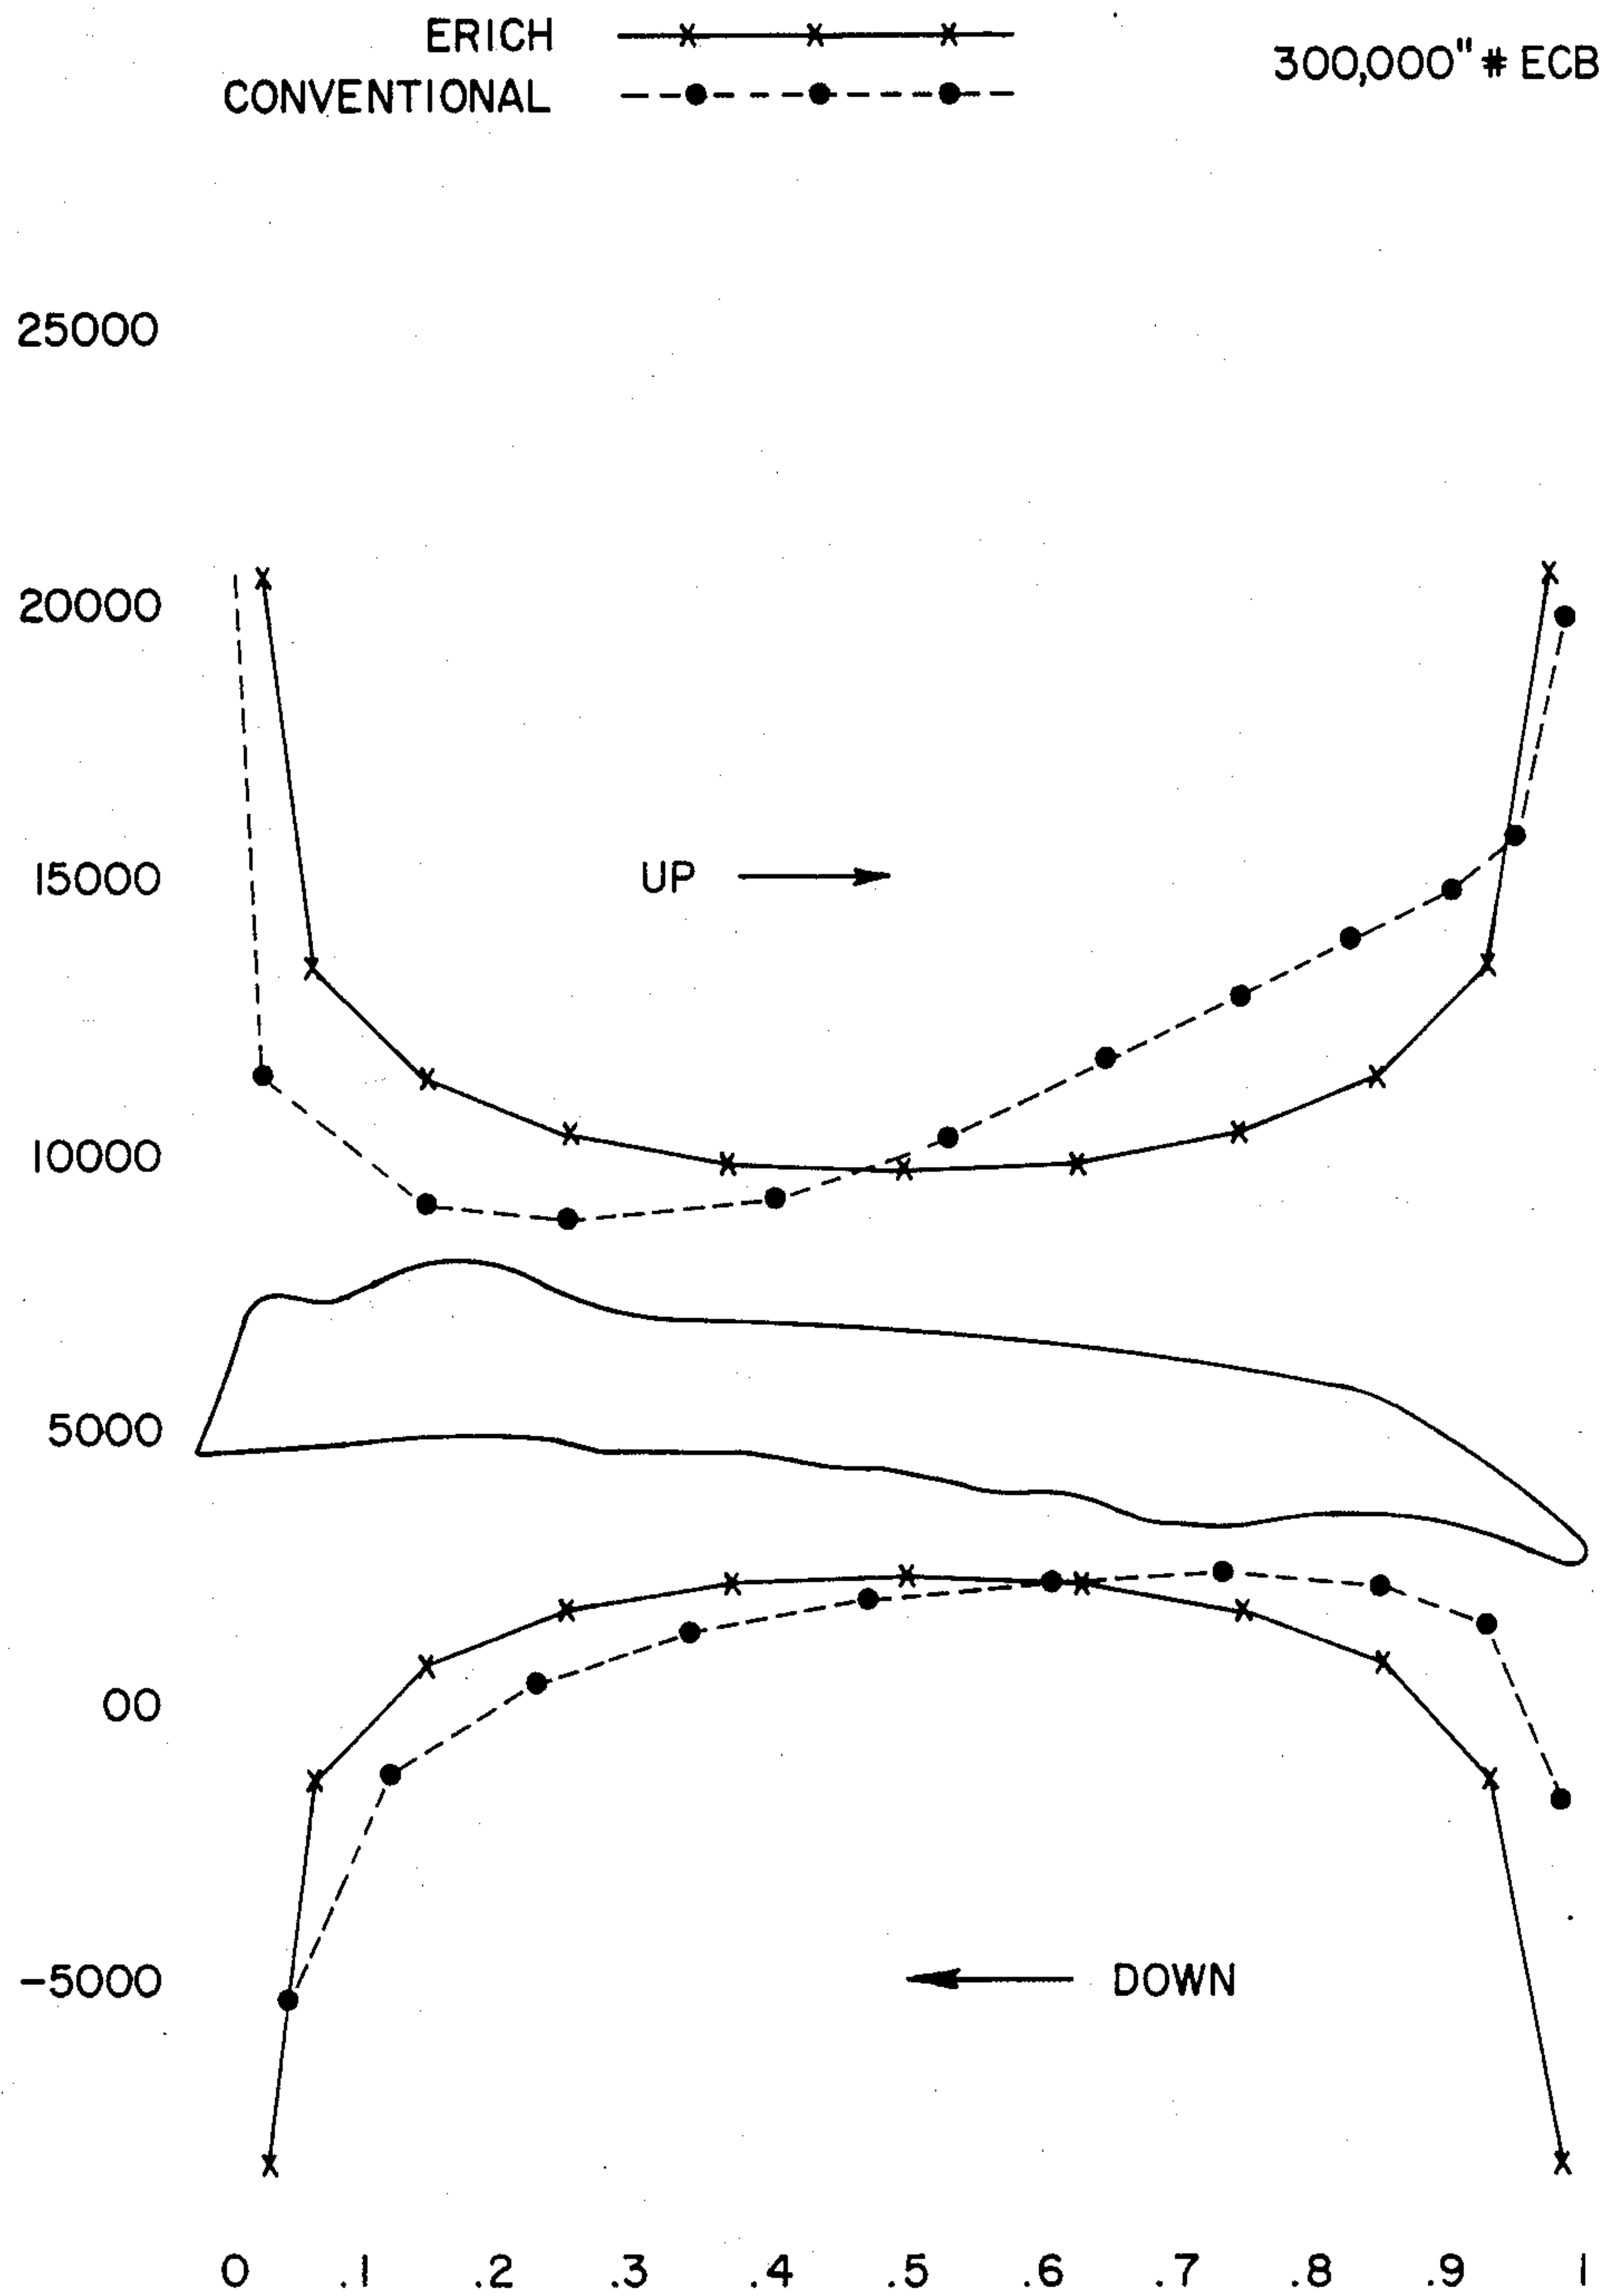 ERICH
300,000" # ECB
CONVENTIONAL
25000
20000
15000
UP
10000
5000
00
-5000
DOWN
0 .1 .2 .3 .4 .5 .6 .7 .8 .9 1